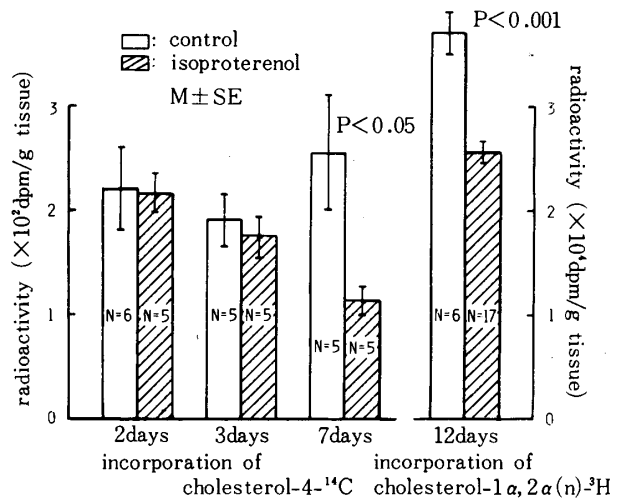 □: control
▨: isoproterenol
M±SE
P<0.05
P<0.001
radioactivity (×10²dpm/g tissue)
3
2
1
0
N=6
N=5
N=5
N=5
N=5
N=5
N=6
N=17
3
2
1
0
radioactivity (×10⁴dpm/g tissue)
2days
3days
7days
12days
incorporation of
cholesterol-4-¹⁴C
incorporation of
cholesterol-1α, 2α(n)-³H